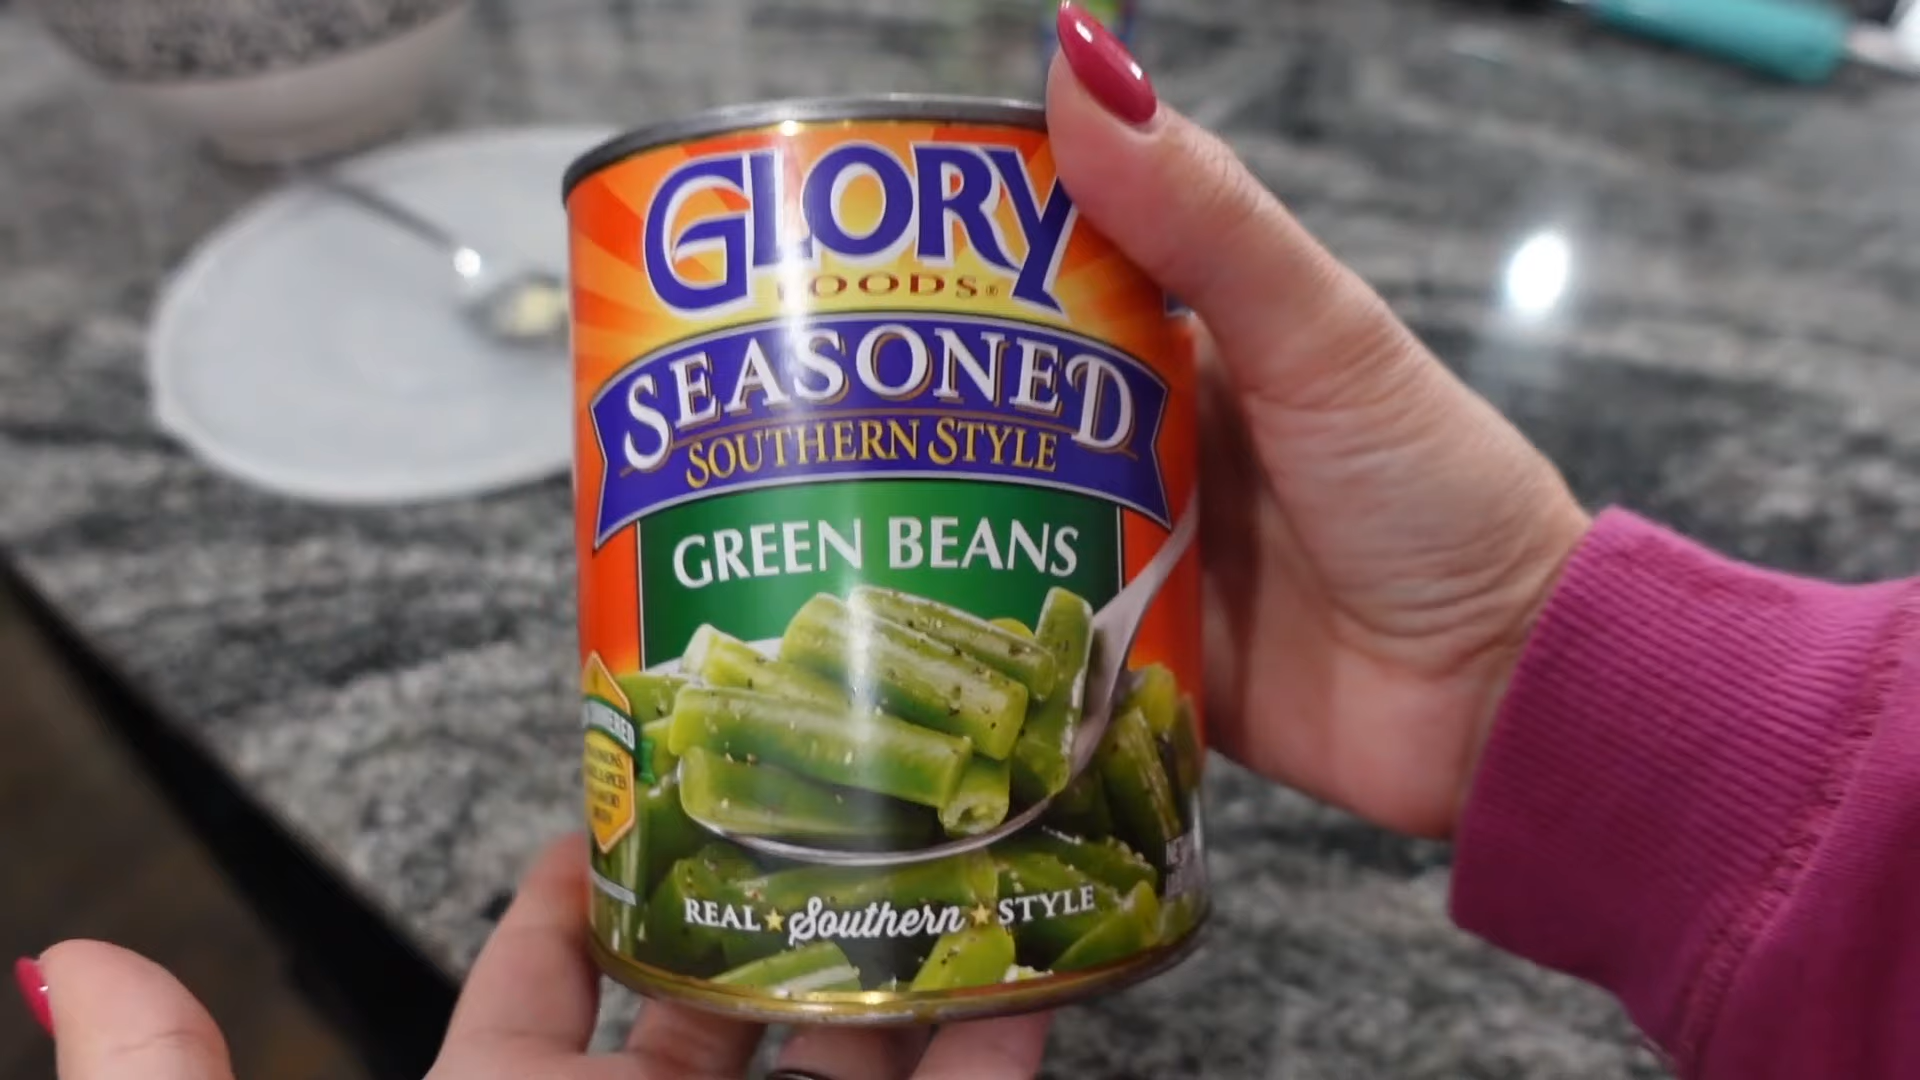 GLORY
FOODS®
SEASONED
SOUTHERN STYLE
GREEN BEANS
REAL ★ Southern ★ STYLE